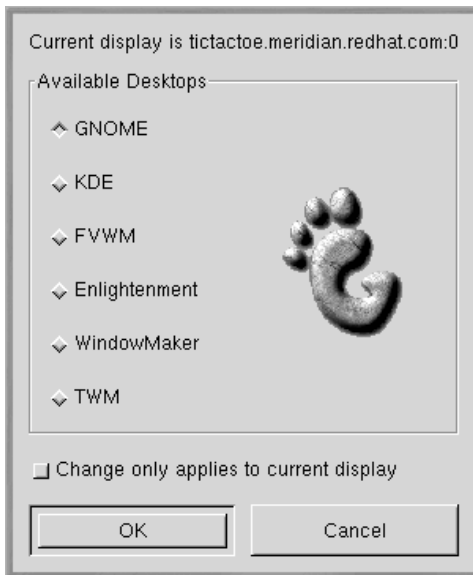 Current display is tictactoe.meridian.redhat.com:0
Available Desktops
GNOME
KDE
FVWM
Enlightenment
WindowMaker
TWM
Change only applies to current display
OK
Cancel